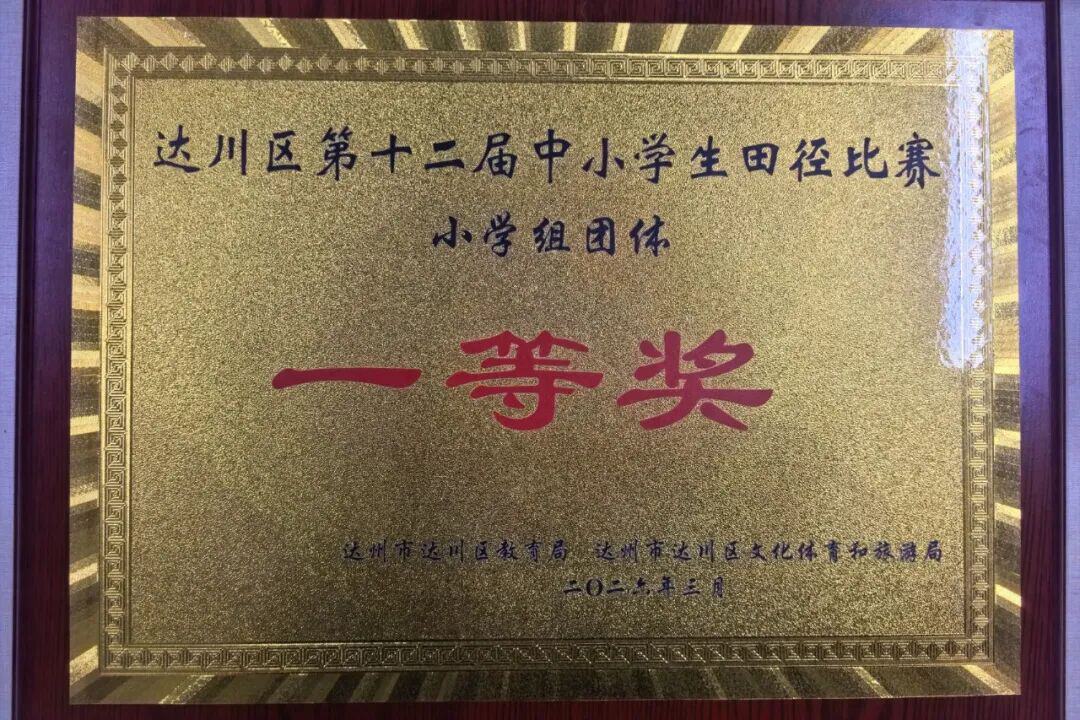 达川区第十二届中小学生田径比赛
小学组团体
一等奖
达州市达川区教育局 达州市达川区文化体育和旅游局
二〇二六年三月